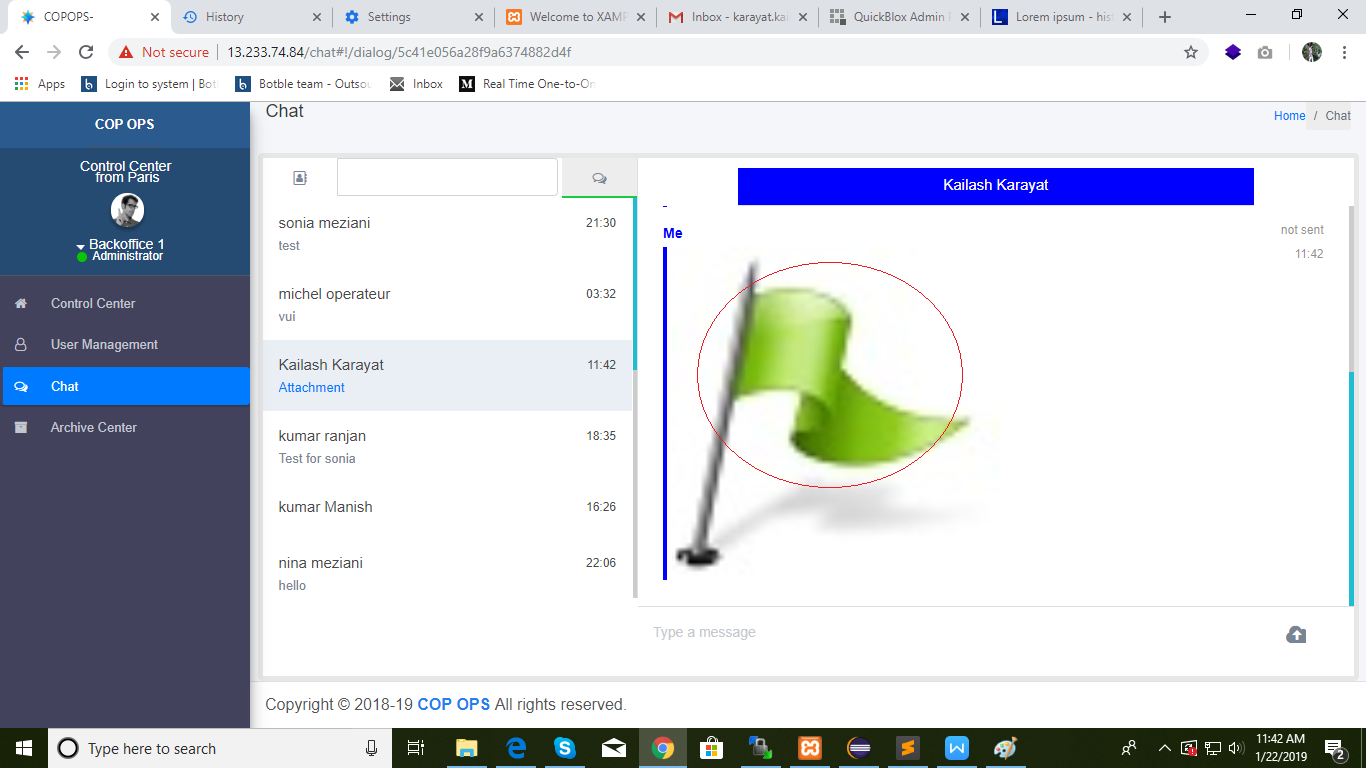 COPOPS-
History
Settings
Welcome to XAMP
Inbox - karayat.kai
QuickBlox Admin P
Lorem ipsum - hist
Not secure
13.233.74.84/chat#!/dialog/5c41e056a28f9a6374882d4f
Apps
Login to system | Bot
Botble team - Outsou
Inbox
Real Time One-to-On
COP OPS
Control Center
from Paris
Backoffice 1
Administrator
Control Center
User Management
Chat
Archive Center
Chat
Home / Chat
sonia meziani 21:30
test
michel operateur 03:32
vui
Kailash Karayat 11:42
Attachment
kumar ranjan 18:35
Test for sonia
kumar Manish 16:26
nina meziani 22:06
hello
Kailash Karayat
Me
not sent
11:42
Type a message
Copyright © 2018-19 COP OPS All rights reserved.
Type here to search
11:42 AM
1/22/2019
2